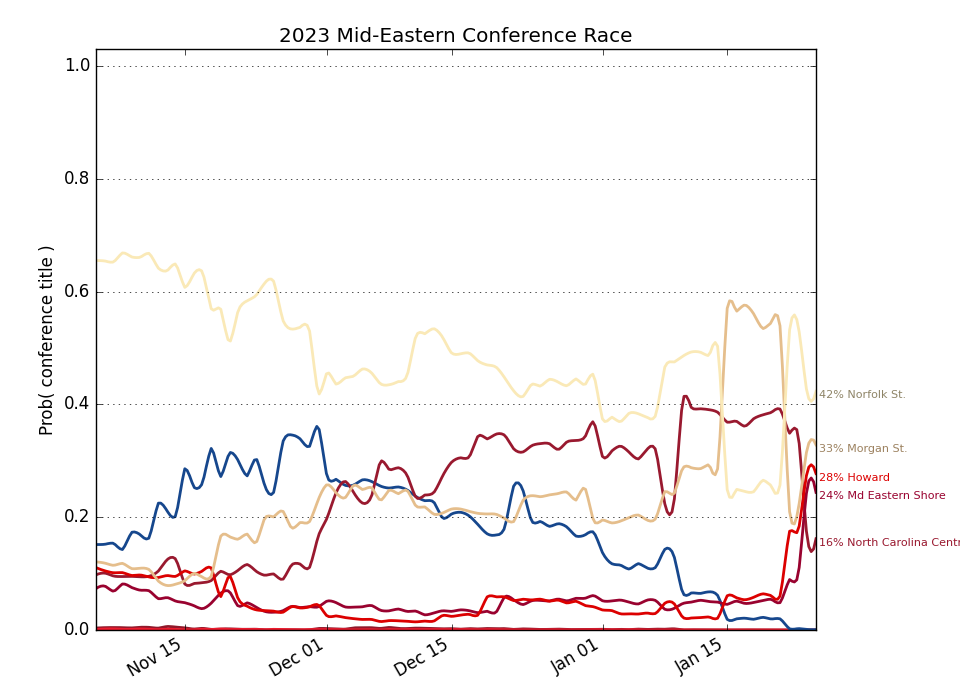 2023 Mid-Eastern Conference Race
Prob( conference title )
1.0
0.8
0.6
0.4
0.2
0.0
Nov 15
Dec 01
Dec 15
Jan 01
Jan 15
42% Norfolk St.
33% Morgan St.
28% Howard
24% Md Eastern Shore
16% North Carolina Centr